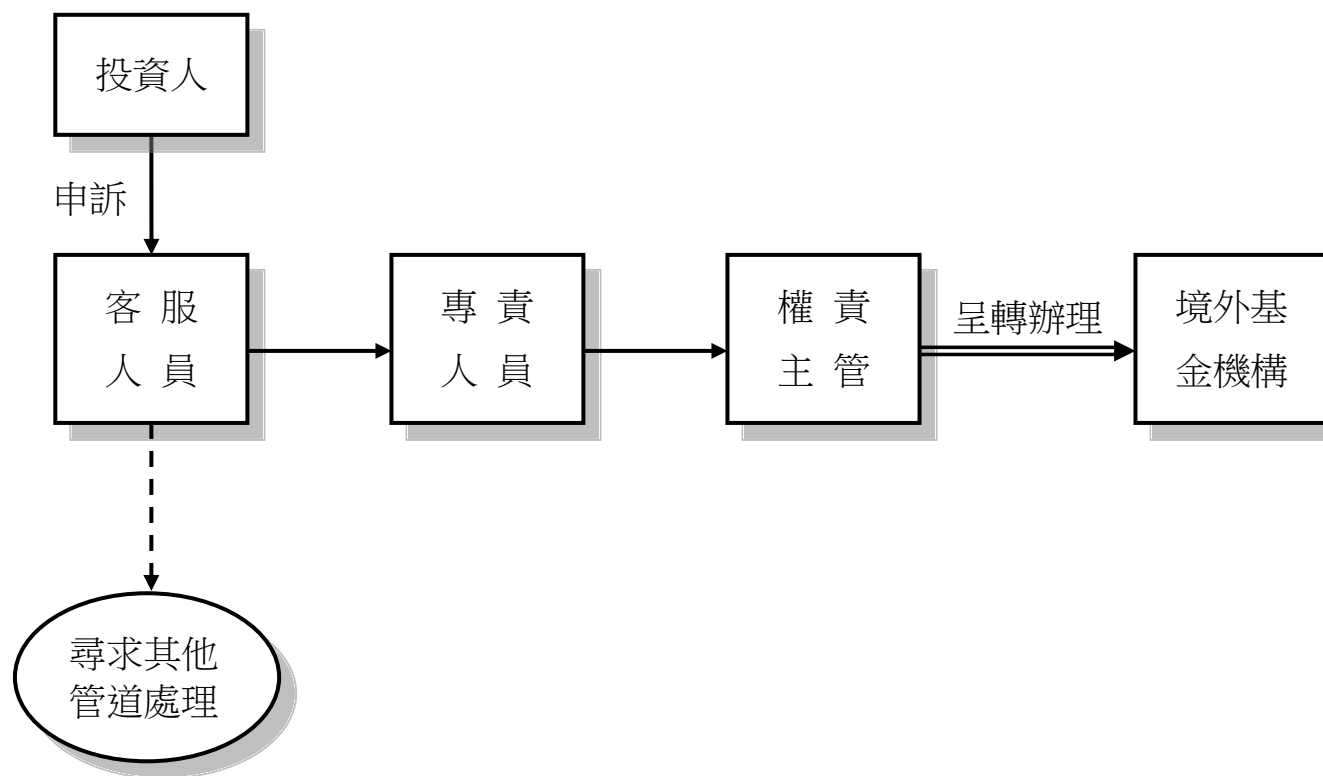 投資人
申訴
客 服
人 員
專 責
人 員
權 責
主 管
呈轉辦理
境外基
金機構
尋求其他
管道處理